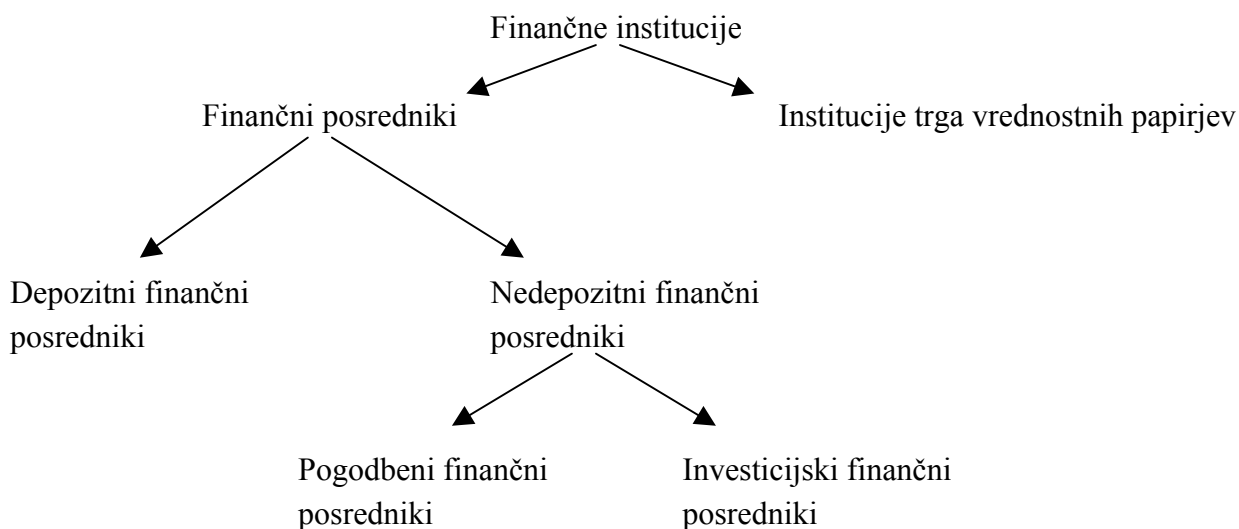 Finančne institucije
Finančni posredniki
Institucije trga vrednostnih papirjev
Depozitni finančni
posredniki
Nedepozitni finančni
posredniki
Pogodbeni finančni
posredniki
Investicijski finančni
posredniki